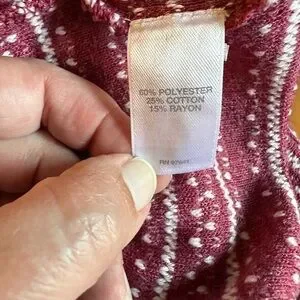 60% POLYESTER
25% COTTON
15% RAYON